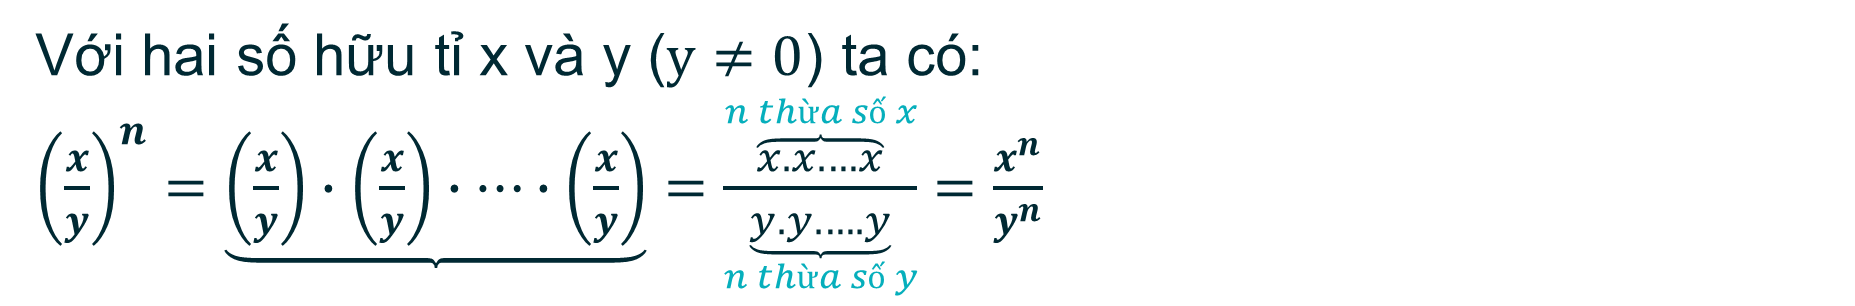 Với hai số hữu tỉ x và y (y ≠ 0) ta có:
n thừa số x
(x/y)^n = (x/y) · (x/y) · ⋯ · (x/y) = x.x....x / y.y.....y = x^n / y^n
n thừa số y